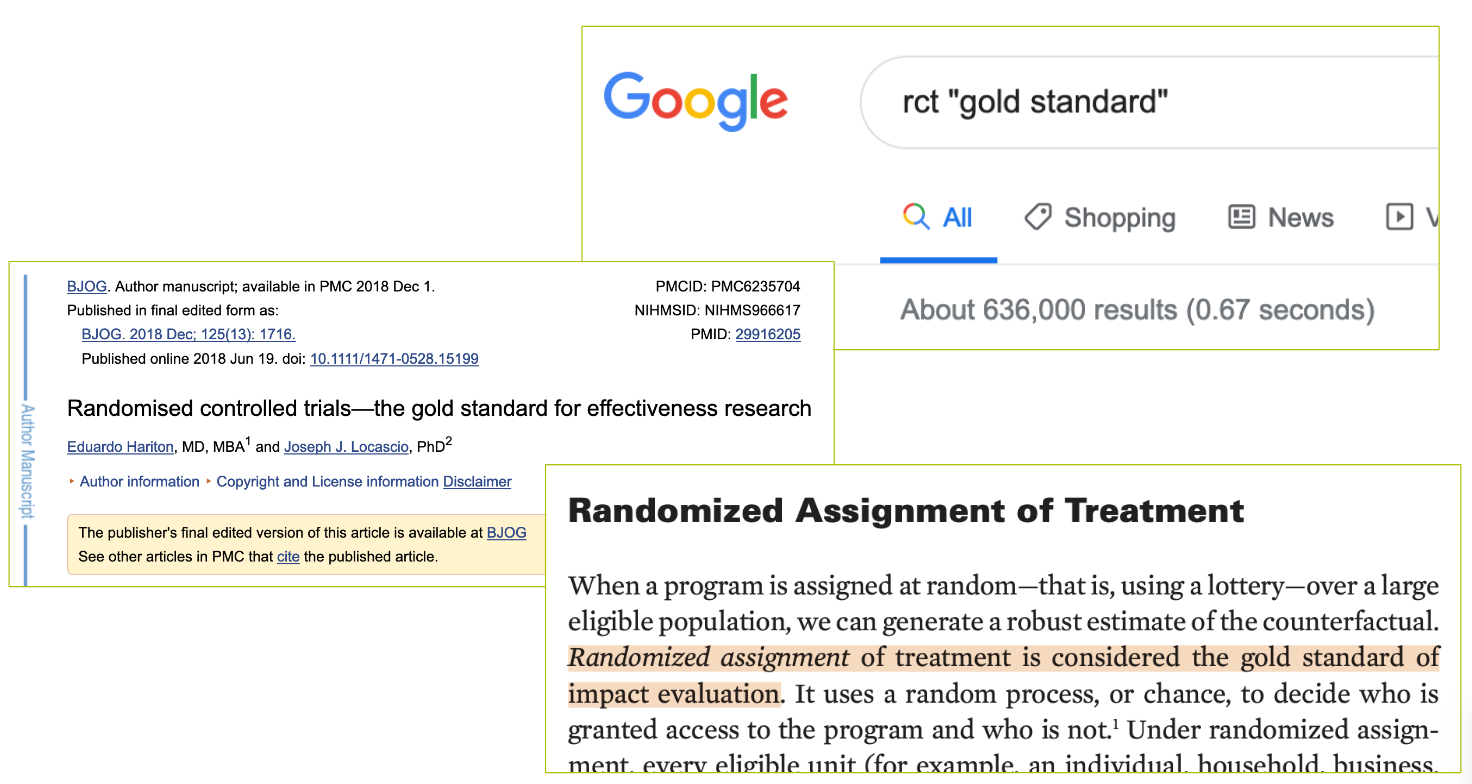 Google
rct "gold standard"
All
Shopping
News
V
About 636,000 results (0.67 seconds)
BJOG. Author manuscript; available in PMC 2018 Dec 1.
Published in final edited form as:
BJOG. 2018 Dec; 125(13): 1716.
Published online 2018 Jun 19. doi: 10.1111/1471-0528.15199
PMCID: PMC6235704
NIHMSID: NIHMS966617
PMID: 29916205
Author Manuscript
Randomised controlled trials—the gold standard for effectiveness research
Eduardo Hariton, MD, MBA1 and Joseph J. Locascio, PhD2
Author information Copyright and License information Disclaimer
The publisher's final edited version of this article is available at BJOG
See other articles in PMC that cite the published article.
Randomized Assignment of Treatment
When a program is assigned at random—that is, using a lottery—over a large
eligible population, we can generate a robust estimate of the counterfactual.
Randomized assignment of treatment is considered the gold standard of
impact evaluation. It uses a random process, or chance, to decide who is
granted access to the program and who is not.1 Under randomized assign-
ment, every eligible unit (for example, an individual, household, business,